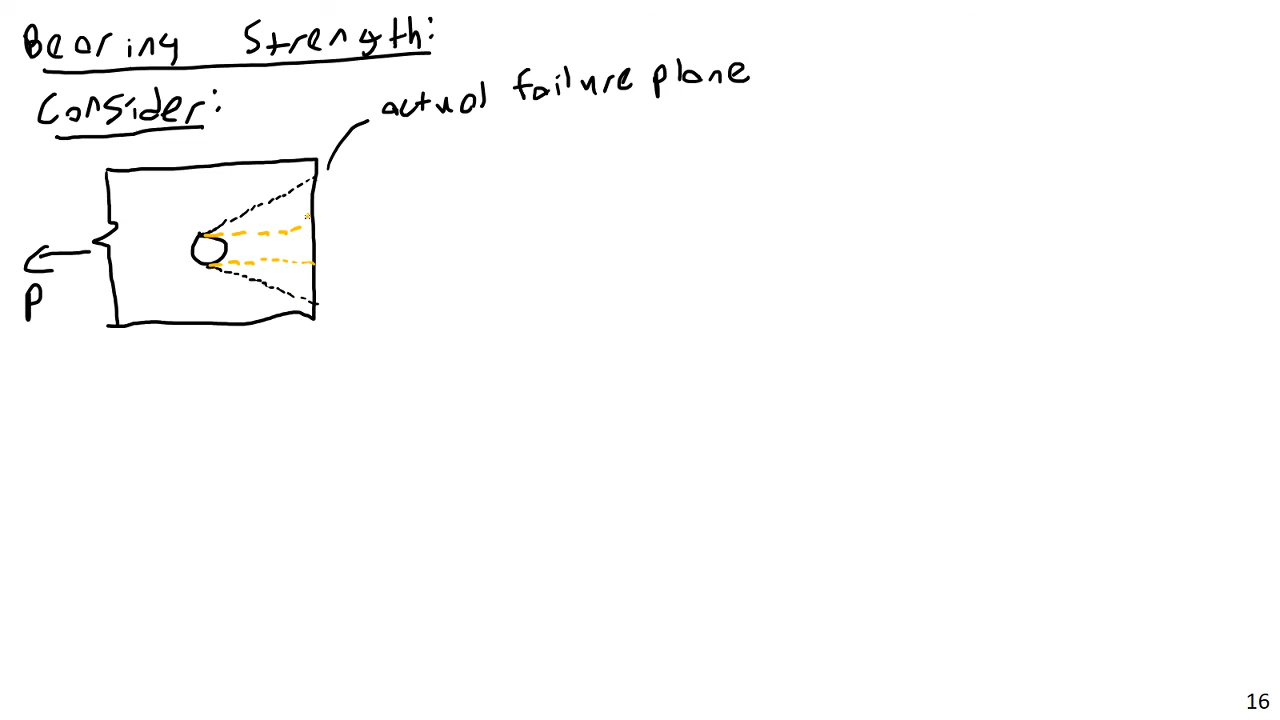 Bearing Strength:
Consider:
actual failure plane
P
16